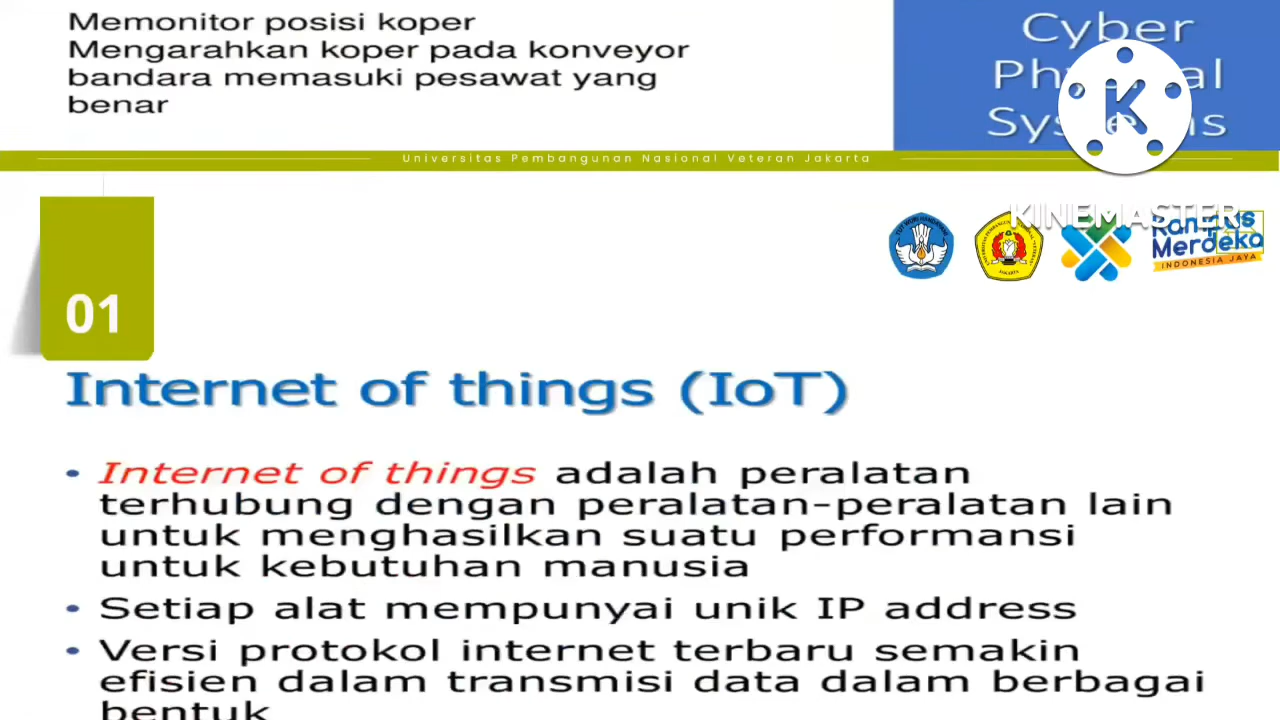 Memonitor posisi koper
Mengarahkan koper pada konveyor
bandara memasuki pesawat yang
benar
Cyber
Physical
Systems
K
Universitas Pembangunan Nasional Veteran Jakarta
KINEMASTER
Kampus
Merdeka
INDONESIA JAYA
01
Internet of things (IoT)
• Internet of things adalah peralatan
terhubung dengan peralatan-peralatan lain
untuk menghasilkan suatu performansi
untuk kebutuhan manusia
• Setiap alat mempunyai unik IP address
• Versi protokol internet terbaru semakin
efisien dalam transmisi data dalam berbagai
bentuk